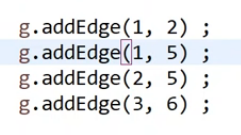 g.addEdge(1, 2) ;
g.addEdge(1, 5) ;
g.addEdge(2, 5) ;
g.addEdge(3, 6) ;